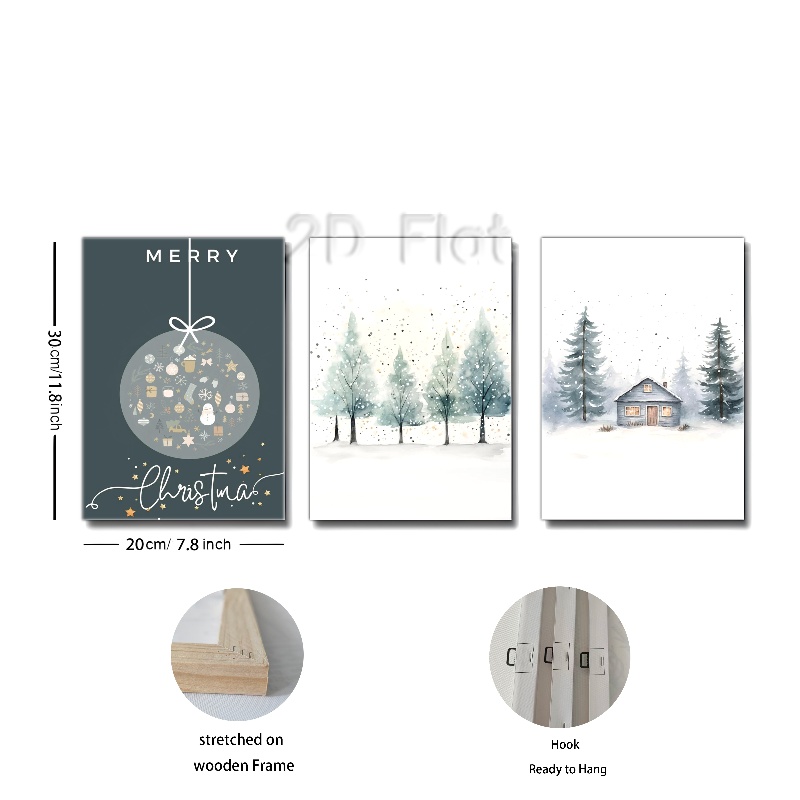 2D Flat
MERRY
Christmas
30cm/11.8inch
20cm/ 7.8 inch
stretched on
wooden Frame
Hook
Ready to Hang